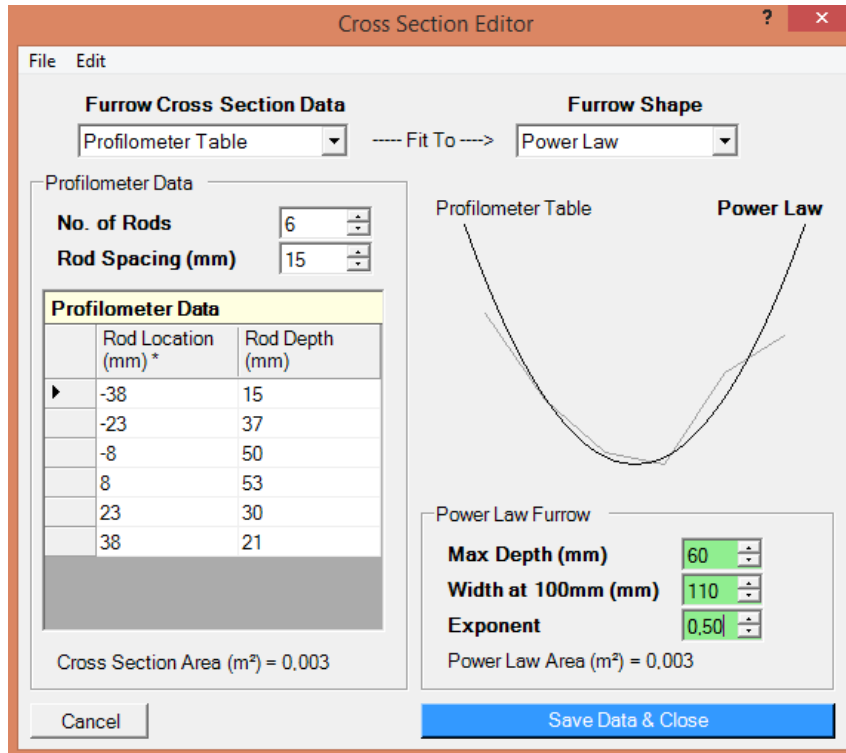 Cross Section Editor ? ×
File Edit
Furrow Cross Section Data Furrow Shape
Profilometer Table ----- Fit To ----> Power Law
Profilometer Data
No. of Rods 6
Rod Spacing (mm) 15
Profilometer Data
Rod Location (mm) * Rod Depth (mm)
-38 15
-23 37
-8 50
8 53
23 30
38 21
Cross Section Area (m²) = 0,003
Profilometer Table Power Law
Power Law Furrow
Max Depth (mm) 60
Width at 100mm (mm) 110
Exponent 0,50
Power Law Area (m²) = 0,003
Cancel Save Data & Close